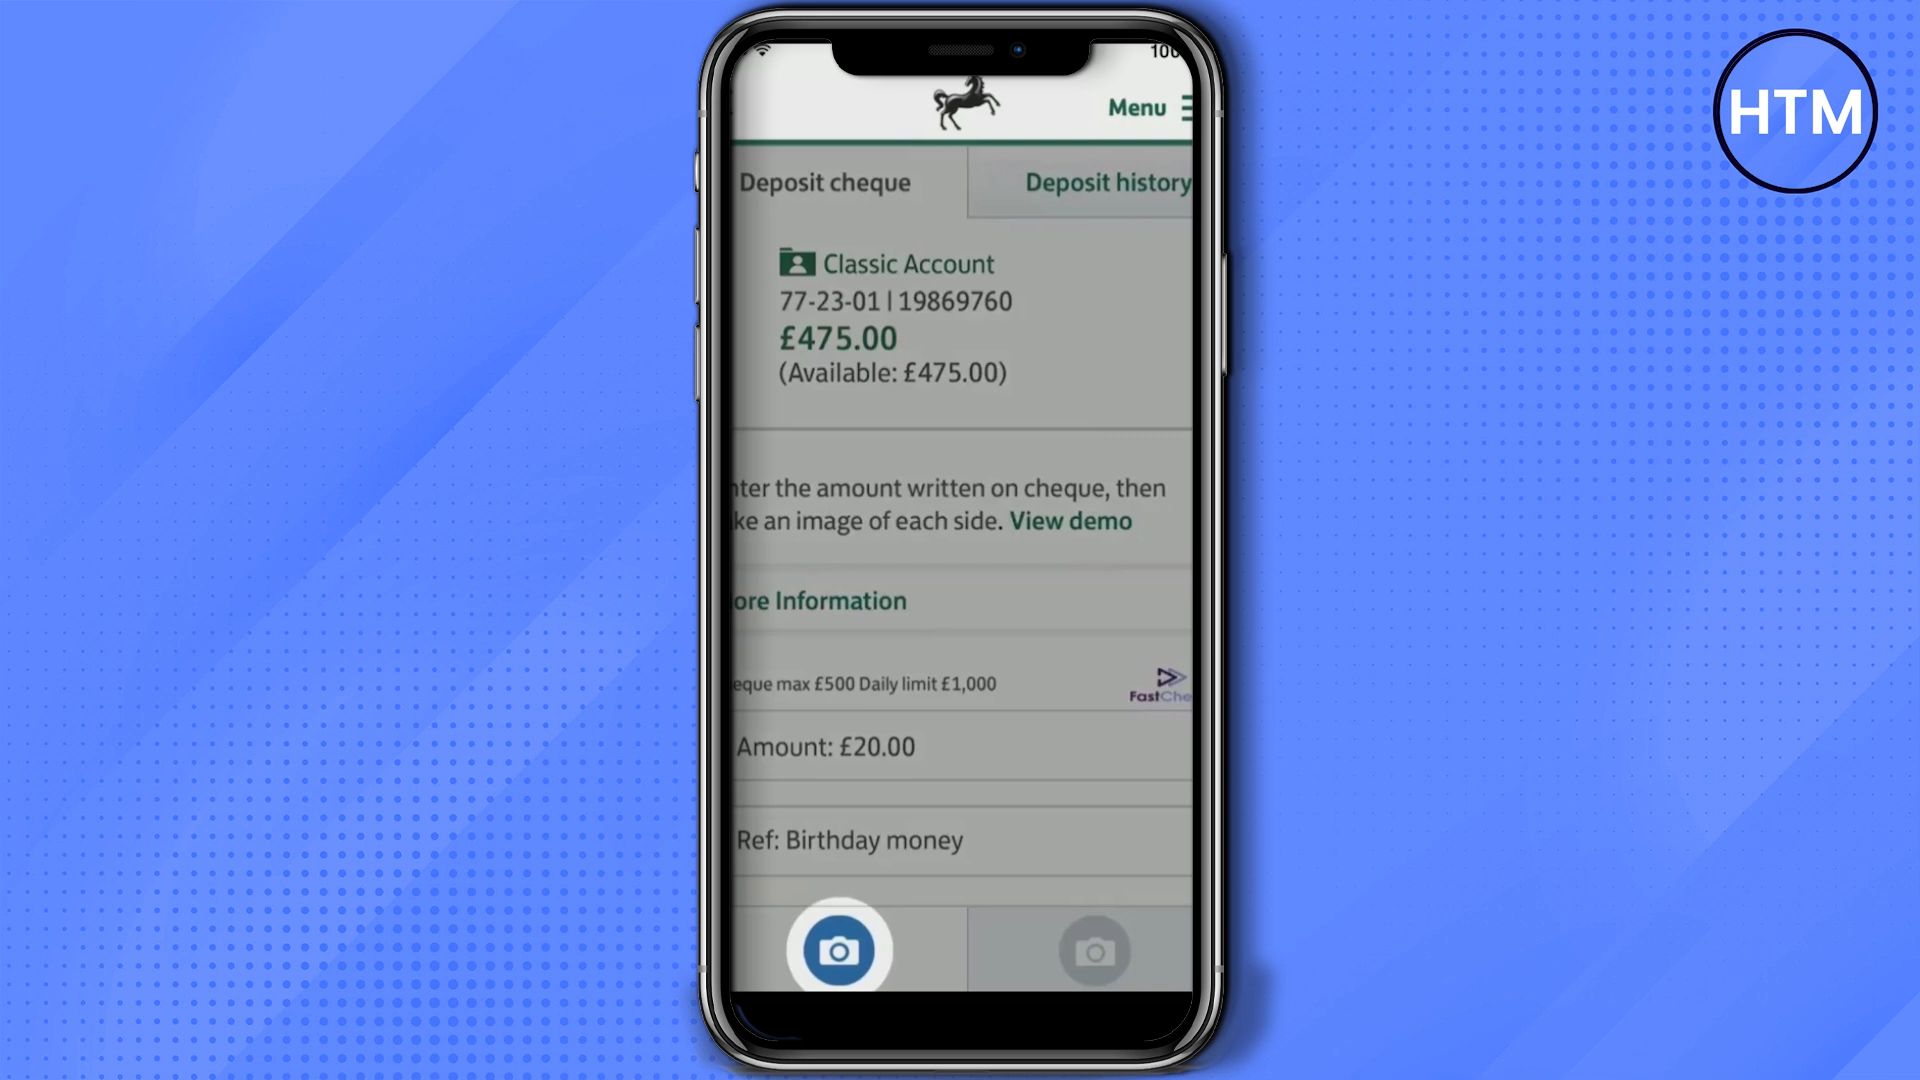 HTM
100
Menu
Deposit cheque
Deposit history
Classic Account
77-23-01 | 19869760
£475.00
(Available: £475.00)
nter the amount written on cheque, then
ke an image of each side. View demo
ore Information
eque max £500 Daily limit £1,000
FastChe
Amount: £20.00
Ref: Birthday money